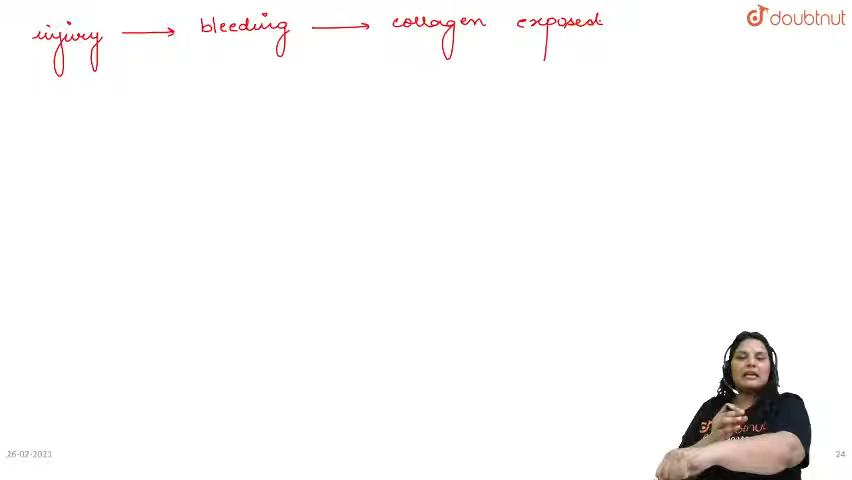 injury → bleeding → collagen exposed
doubtnut
26-02-2021
24